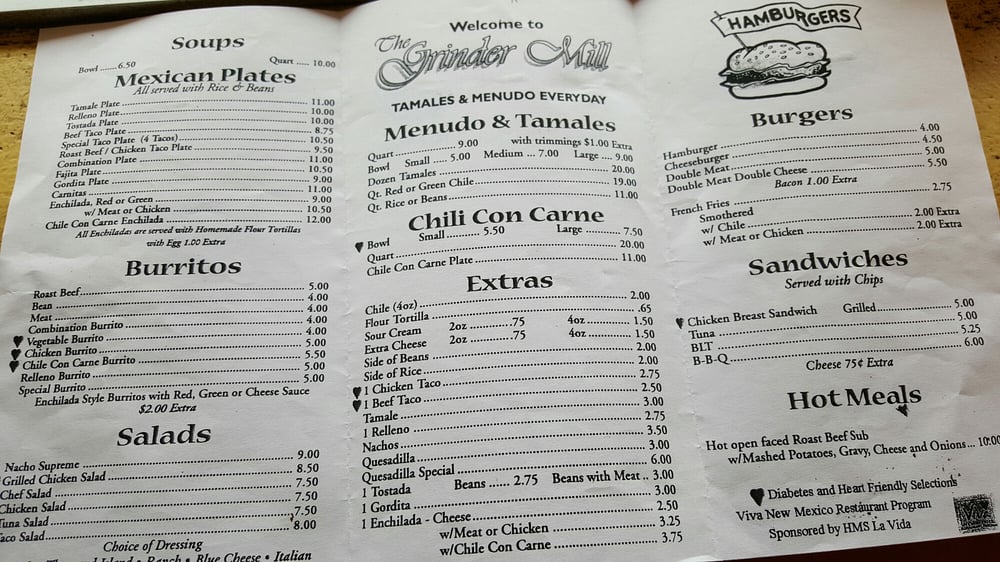 Soups
Bowl ......6.50 Quart ..... 10.00
Mexican Plates
All served with Rice & Beans
Tamale Plate ..... 11.00
Relleno Plate ..... 10.00
Tostada Plate ..... 10.00
Beef Taco Plate ..... 8.75
Special Taco Plate (4 Tacos) ..... 10.50
Roast Beef / Chicken Taco Plate ..... 9.50
Combination Plate ..... 11.00
Fajita Plate ..... 10.50
Gordita Plate ..... 9.00
Carnitas ..... 11.00
Enchilada, Red or Green ..... 9.00
w/ Meat or Chicken ..... 10.50
Chile Con Carne Enchilada ..... 12.00
All Enchiladas are served with Homemade Flour Tortillas
with Egg 1.00 Extra
Burritos
Roast Beef ..... 5.00
Bean ..... 4.00
Meat ..... 4.00
Combination Burrito ..... 4.00
Vegetable Burrito ..... 4.00
Chicken Burrito ..... 5.00
Chile Con Carne Burrito ..... 5.50
Relleno Burrito ..... 5.00
Special Burrito ..... 5.00
Enchilada Style Burritos with Red, Green or Cheese Sauce
$2.00 Extra
Salads
Nacho Supreme ..... 9.00
Grilled Chicken Salad ..... 8.50
Chef Salad ..... 7.50
Chicken Salad ..... 7.50
Tuna Salad ..... 7.50
Taco Salad ..... 8.00
Choice of Dressing
Island • Ranch • Blue Cheese • Italian
Welcome to
The Grinder Mill
TAMALES & MENUDO EVERYDAY
Menudo & Tamales
Quart ..... 9.00 with trimmings $1.00 Extra
Bowl Small ..... 5.00 Medium ... 7.00 Large .... 9.00
Dozen Tamales ..... 20.00
Qt. Red or Green Chile ..... 19.00
Qt. Rice or Beans ..... 11.00
Chili Con Carne
Bowl Small ..... 5.50 Large ..... 7.50
Quart ..... 20.00
Chile Con Carne Plate ..... 11.00
Extras
Chile (4oz) ..... 2.00
Flour Tortilla ..... .65
Sour Cream 2oz ..... .75 4oz ..... 1.50
Extra Cheese 2oz ..... .75 4oz ..... 1.50
Side of Beans ..... 2.00
Side of Rice ..... 2.00
1 Chicken Taco ..... 2.75
1 Beef Taco ..... 2.50
Tamale ..... 3.00
1 Relleno ..... 2.75
Nachos ..... 3.50
Quesadilla ..... 3.00
Quesadilla Special ..... 6.00
1 Tostada Beans ..... 2.75 Beans with Meat .. 3.00
1 Gordita ..... 3.00
1 Enchilada - Cheese ..... 2.50
w/Meat or Chicken ..... 3.25
w/Chile Con Carne ..... 3.75
HAMBURGERS
Burgers
Hamburger ..... 4.00
Cheeseburger ..... 4.50
Double Meat ..... 5.00
Double Meat Double Cheese ..... 5.50
Bacon 1.00 Extra
French Fries ..... 2.75
Smothered
w/ Chile ..... 2.00 Extra
w/ Meat or Chicken ..... 2.00 Extra
Sandwiches
Served with Chips
Chicken Breast Sandwich Grilled ..... 5.00
Tuna ..... 5.00
BLT ..... 5.25
B-B-Q ..... 6.00
Cheese 75¢ Extra
Hot Meals
Hot open faced Roast Beef Sub
w/Mashed Potatoes, Gravy, Cheese and Onions ... 10:00
Diabetes and Heart Friendly Selections
Viva New Mexico Restaurant Program
Sponsored by HMS La Vida